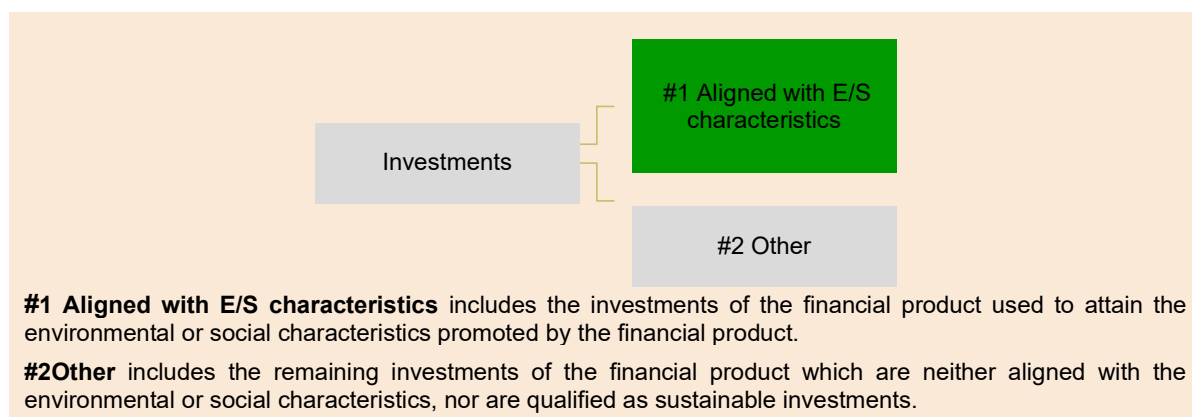 #1 Aligned with E/S
characteristics
Investments
#2 Other
#1 Aligned with E/S characteristics includes the investments of the financial product used to attain the
environmental or social characteristics promoted by the financial product.
#2Other includes the remaining investments of the financial product which are neither aligned with the
environmental or social characteristics, nor are qualified as sustainable investments.